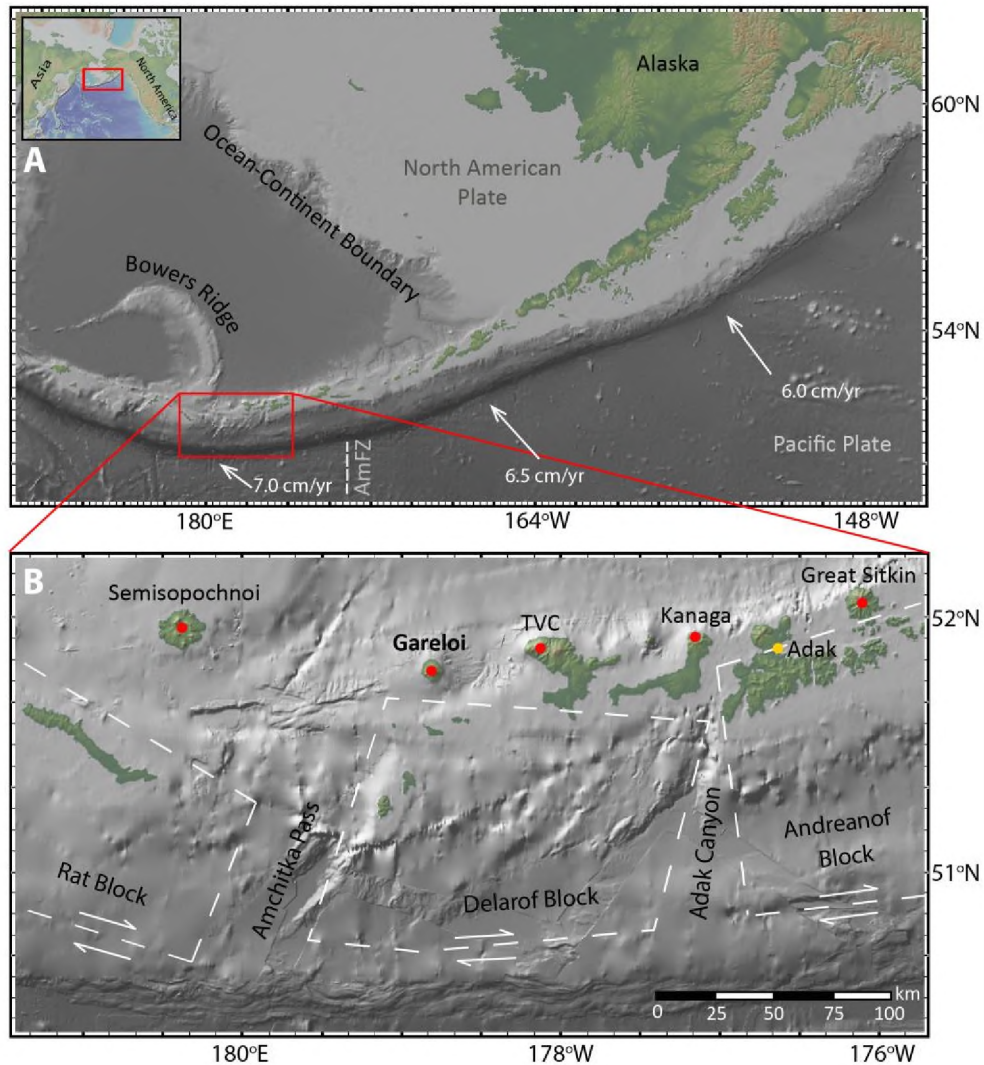 Asia
North America
A
Alaska
60°N
North American
Plate
Ocean-Continent Boundary
Bowers Ridge
54°N
6.0 cm/yr
Pacific Plate
6.5 cm/yr
AmFZ
7.0 cm/yr
180°E
164°W
148°W
B
Semisopochnoi
Gareloi
TVC
Kanaga
Great Sitkin
52°N
Adak
Rat Block
Amchitka Pass
Delarof Block
Adak Canyon
Andreanof
Block
51°N
km
0 25 50 75 100
180°E
178°W
176°W